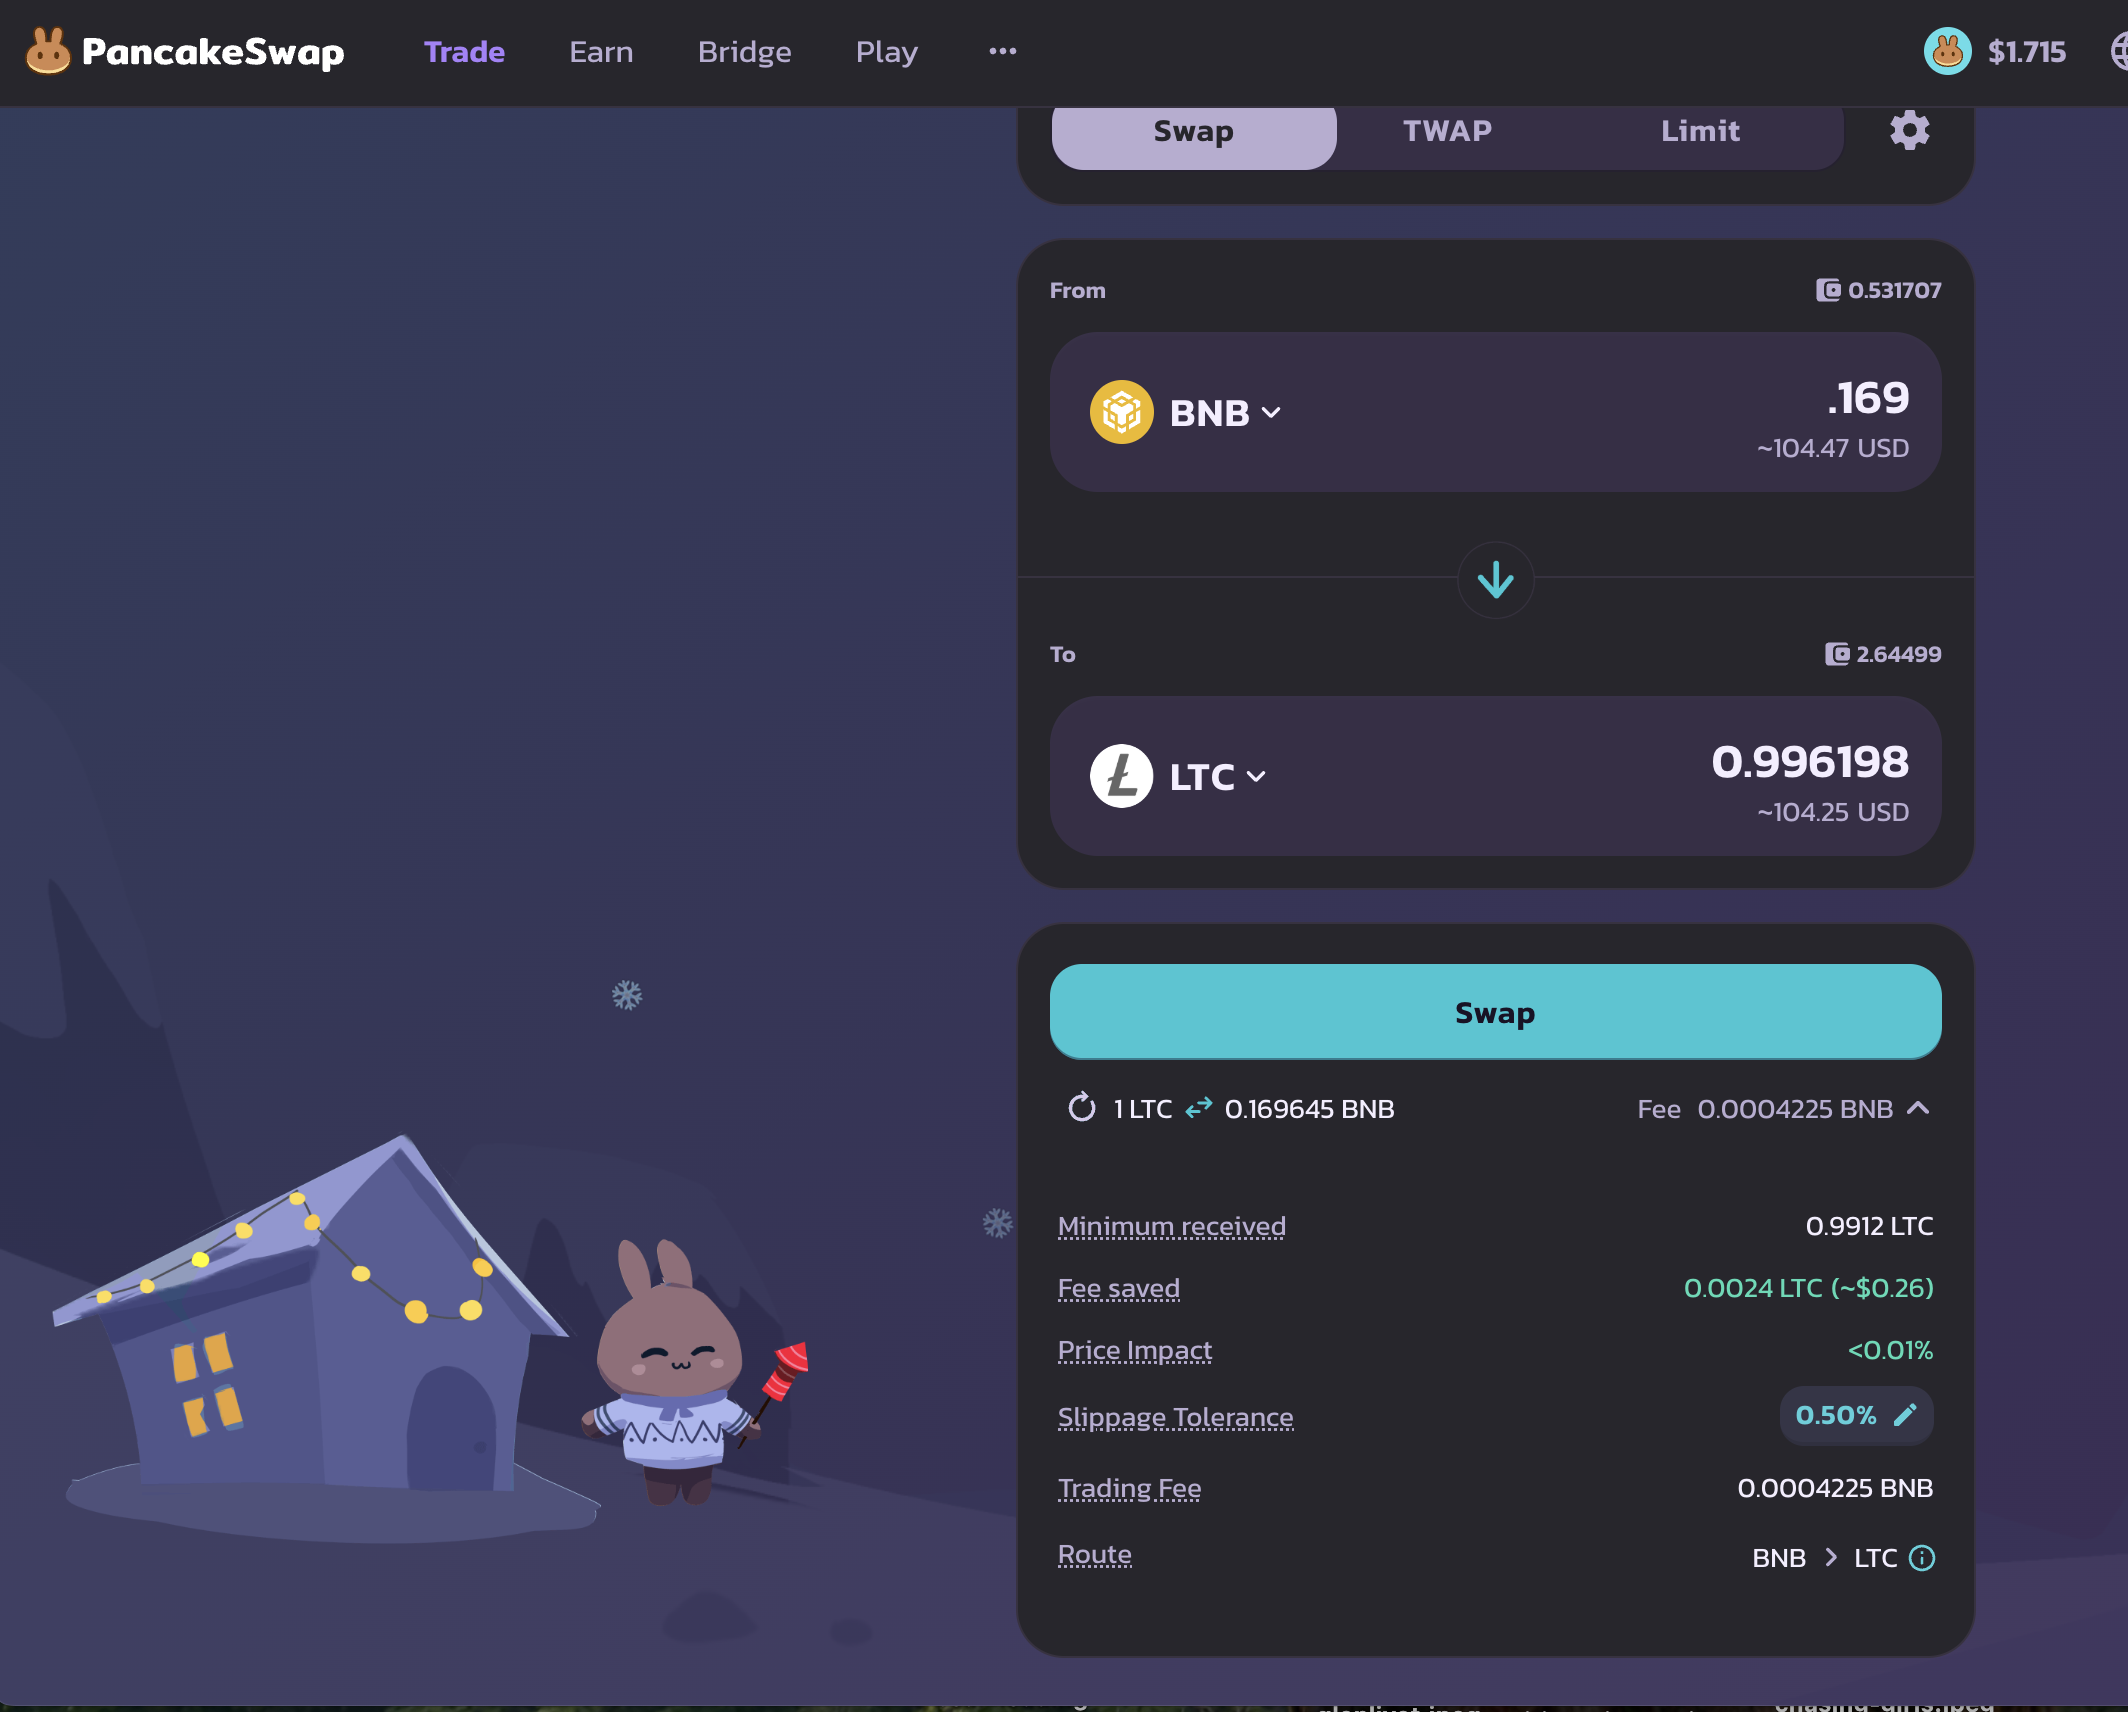 PancakeSwap Trade Earn Bridge Play ••• $1.715
Swap TWAP Limit
From 0.531707
BNB .169
~104.47 USD
To 2.64499
LTC 0.996198
~104.25 USD
Swap
1 LTC 0.169645 BNB Fee 0.0004225 BNB
Minimum received 0.9912 LTC
Fee saved 0.0024 LTC (~$0.26)
Price Impact <0.01%
Slippage Tolerance 0.50%
Trading Fee 0.0004225 BNB
Route BNB > LTC